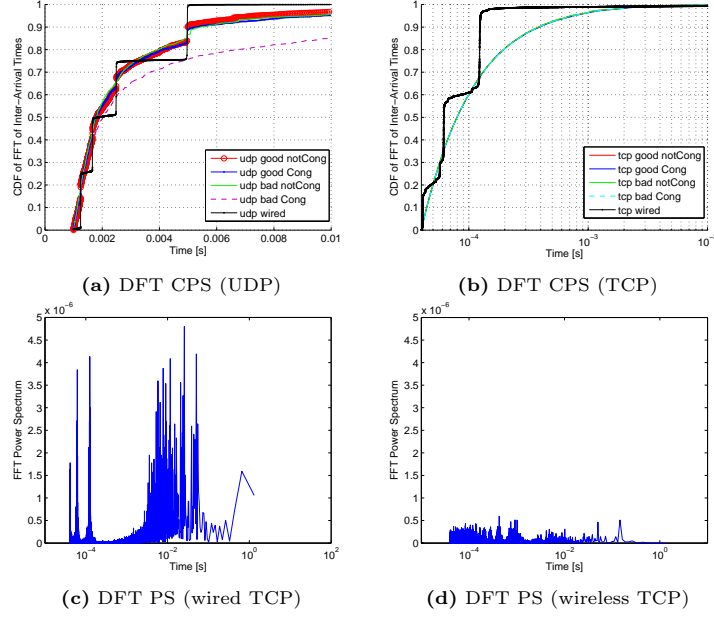 CDF of FFT of Inter−Arrival Times
1
0.9
0.8
0.7
0.6
0.5
0.4
0.3
0.2
0.1
0
udp good notCong
udp good Cong
udp bad notCong
udp bad Cong
udp wired
0 0.002 0.004 0.006 0.008 0.01
Time [s]
(a) DFT CPS (UDP)
CDF of FFT of Inter−Arrival Times
1
0.9
0.8
0.7
0.6
0.5
0.4
0.3
0.2
0.1
0
tcp good notCong
tcp good Cong
tcp bad notCong
tcp bad Cong
tcp wired
10−4 10−3
Time [s]
(b) DFT CPS (TCP)
x 10−6
FFT Power Spectrum
5
4.5
4
3.5
3
2.5
2
1.5
1
0.5
0
10−4 10−2 100 102
Time [s]
(c) DFT PS (wired TCP)
x 10−6
FFT Power Spectrum
5
4.5
4
3.5
3
2.5
2
1.5
1
0.5
0
10−4 10−2 100
Time [s]
(d) DFT PS (wireless TCP)